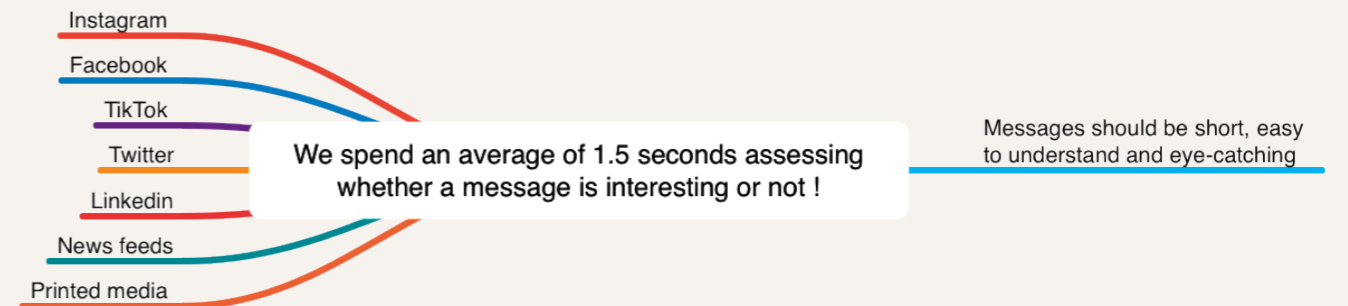 Instagram
Facebook
TikTok
Twitter
Linkedin
News feeds
Printed media
We spend an average of 1.5 seconds assessing
whether a message is interesting or not !
Messages should be short, easy
to understand and eye-catching